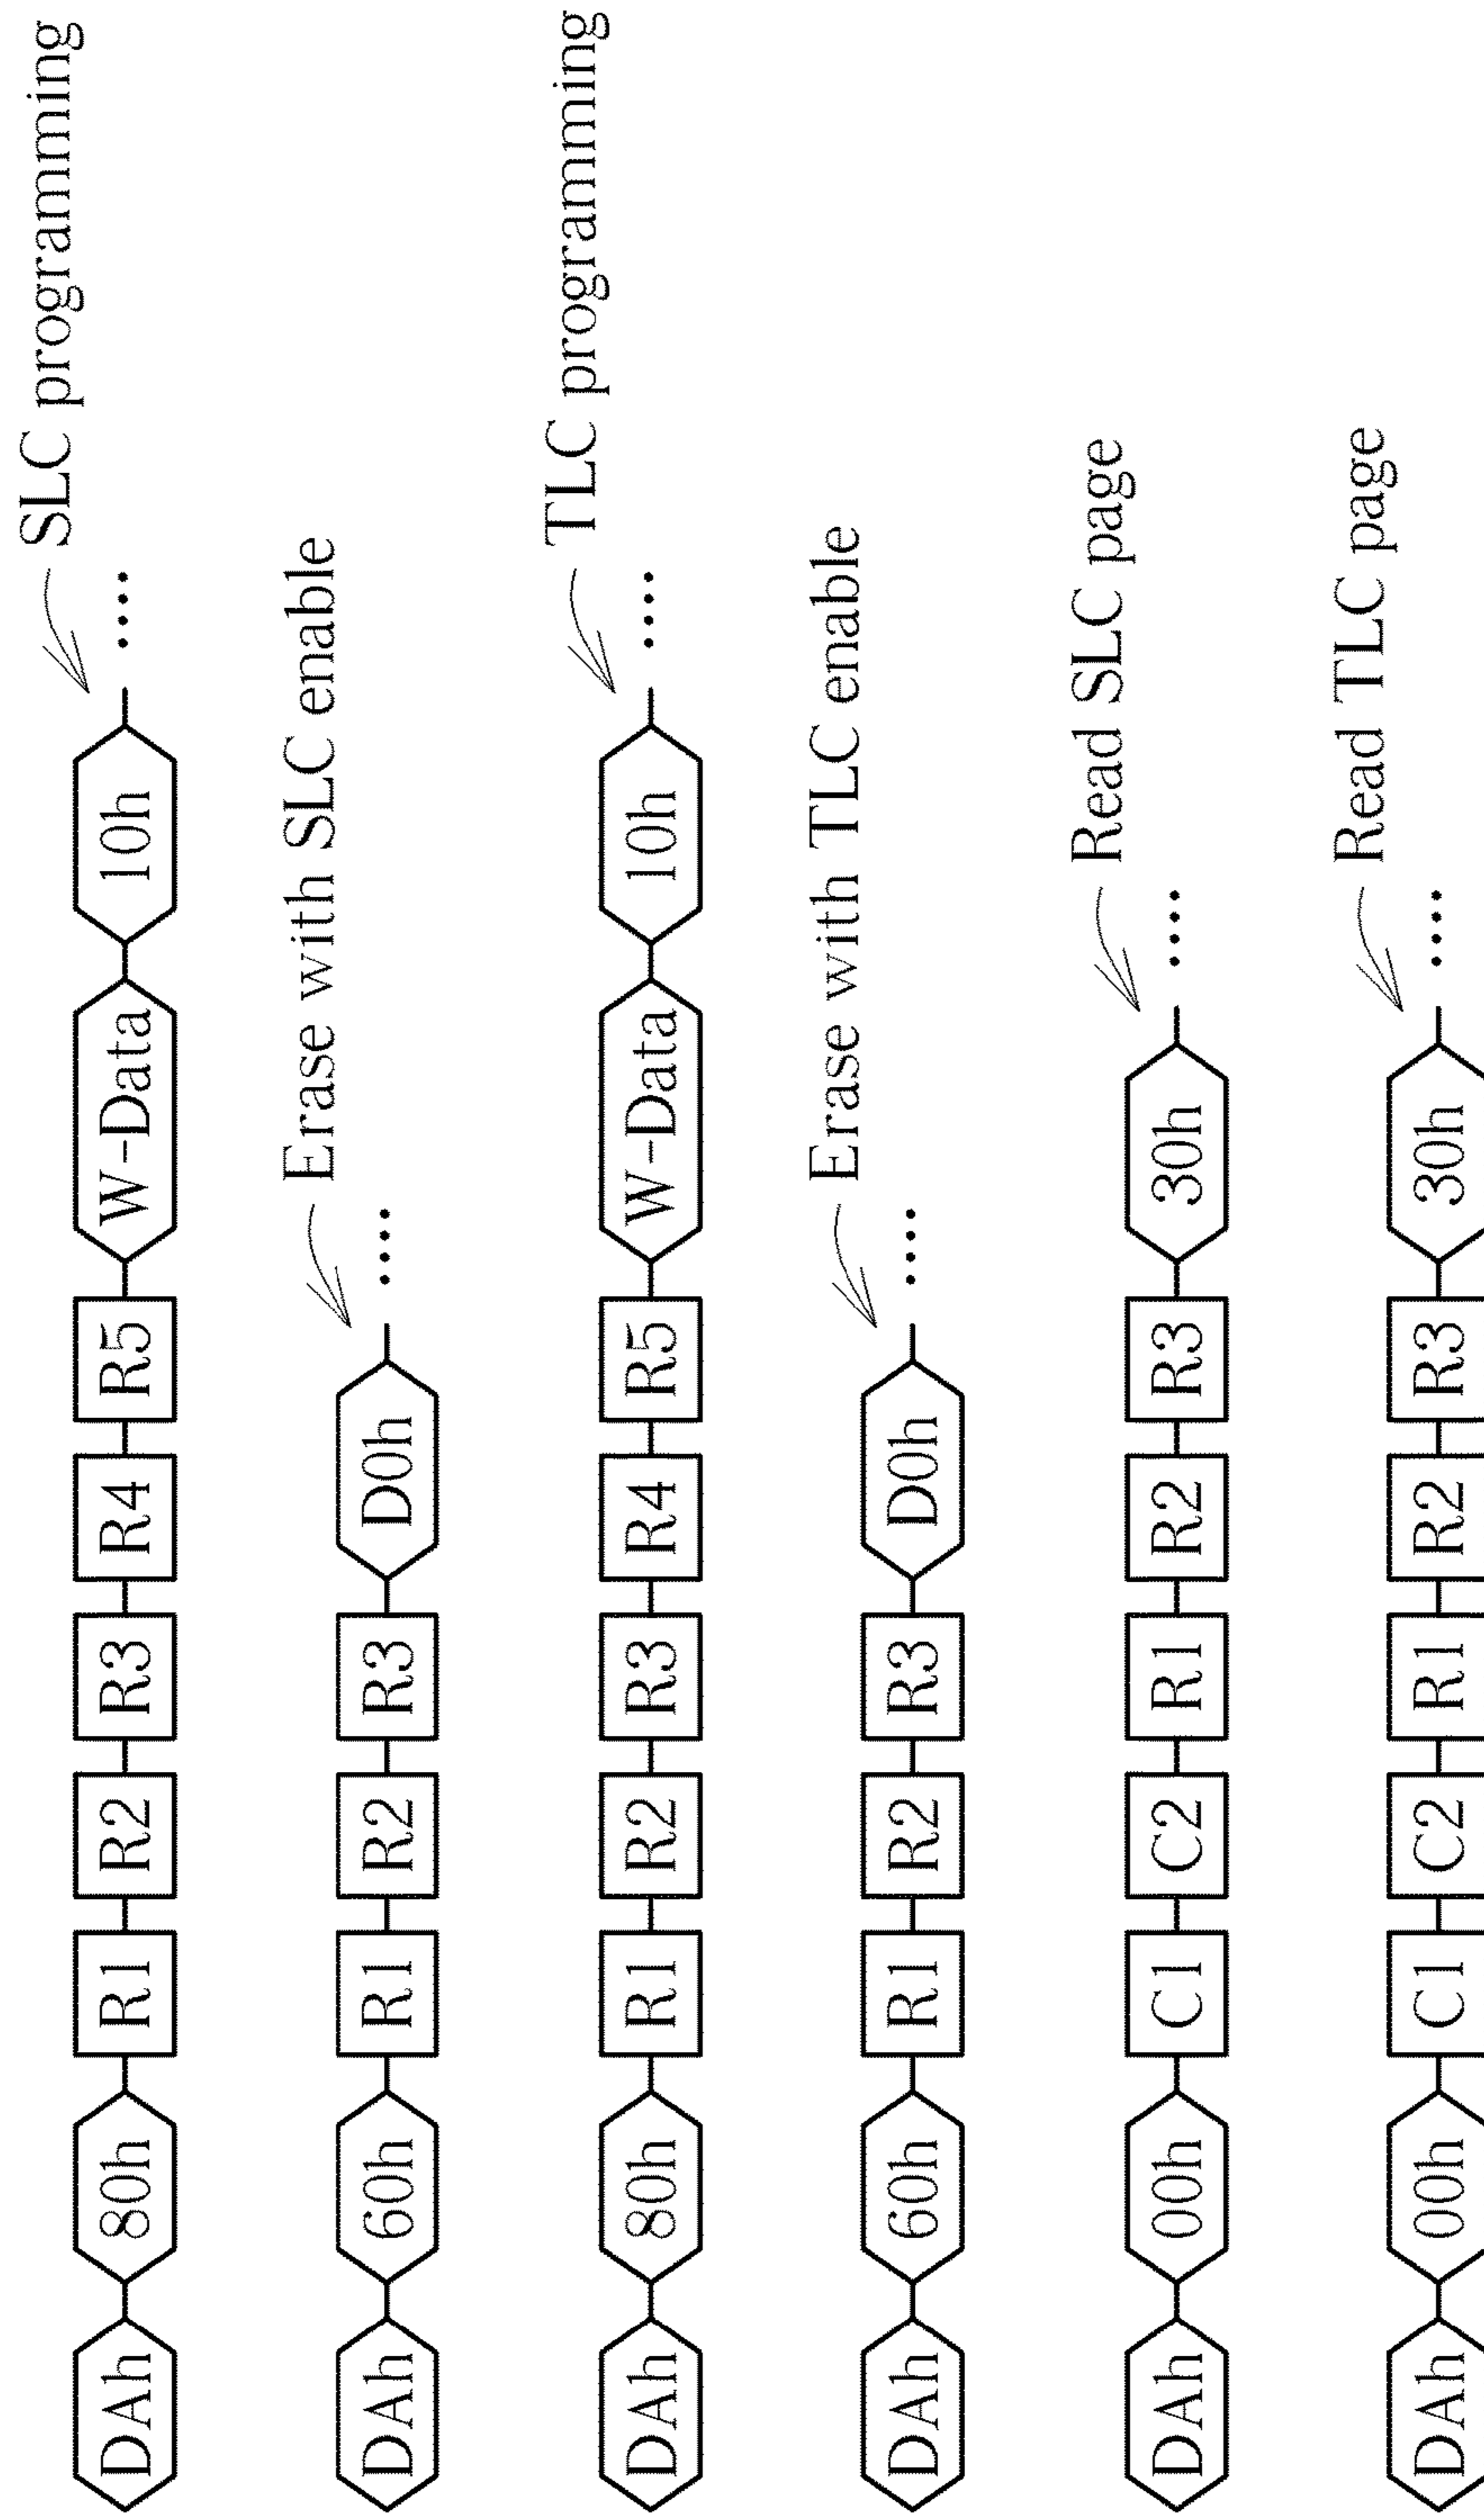 DAh 80h R1 R2 R3 R4 R5 W-Data 10h .... SLC programming
DAh 60h R1 R2 R3 D0h .... Erase with SLC enable
DAh 80h R1 R2 R3 R4 R5 W-Data 10h .... TLC programming
DAh 60h R1 R2 R3 D0h .... Erase with TLC enable
DAh 00h C1 C2 R1 R2 R3 30h .... Read SLC page
DAh 00h C1 C2 R1 R2 R3 30h .... Read TLC page